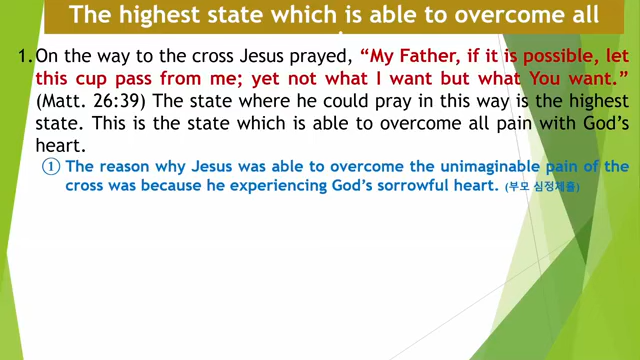 The highest state which is able to overcome all
1. On the way to the cross Jesus prayed, “My Father, if it is possible, let
this cup pass from me; yet not what I want but what You want.”
(Matt. 26:39) The state where he could pray in this way is the highest
state. This is the state which is able to overcome all pain with God’s
heart.
① The reason why Jesus was able to overcome the unimaginable pain of the
cross was because he experiencing God’s sorrowful heart. (부모 심정체휼)